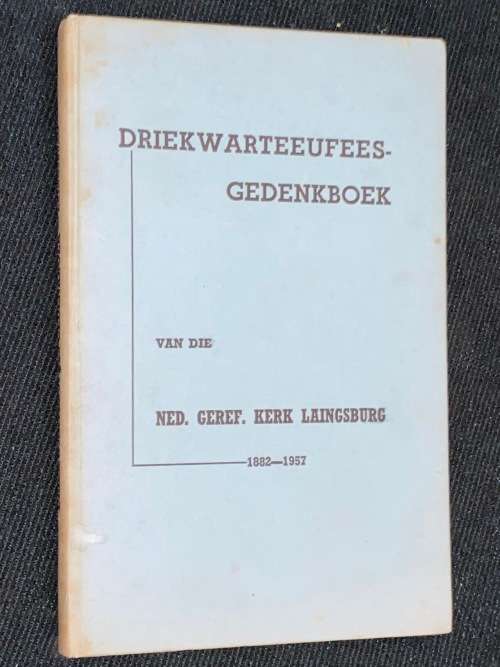 DRIEKWARTEEUFEES-
GEDENKBOEK
VAN DIE
NED. GEREF. KERK LAINGSBURG
1882—1957